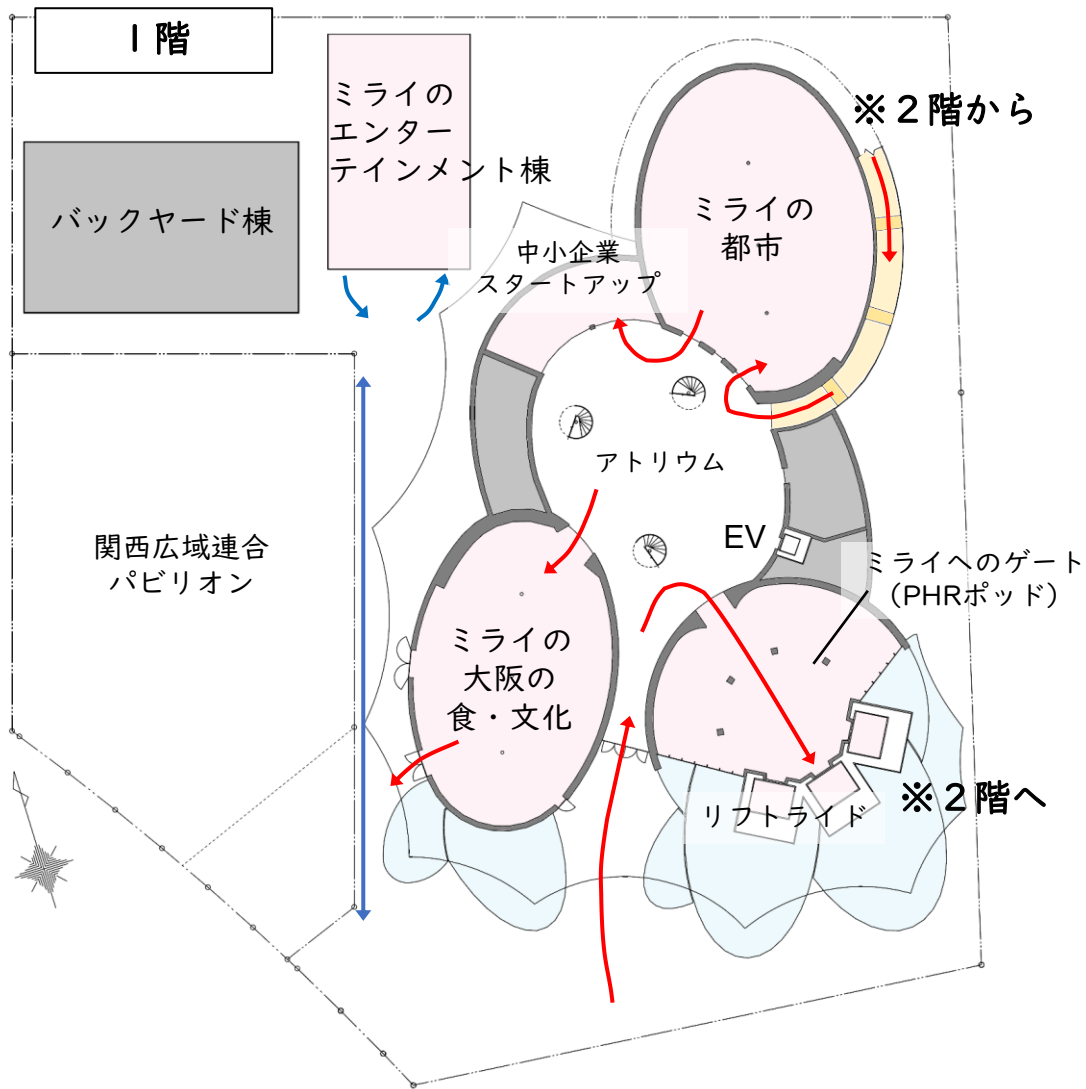 1階
ミライの
エンター
テインメント棟
※2階から
バックヤード棟
ミライの
都市
中小企業
スタートアップ
アトリウム
EV
関西広域連合
パビリオン
ミライへのゲート
（PHRポッド）
ミライの
大阪の
食・文化
※2階へ
リフトライド